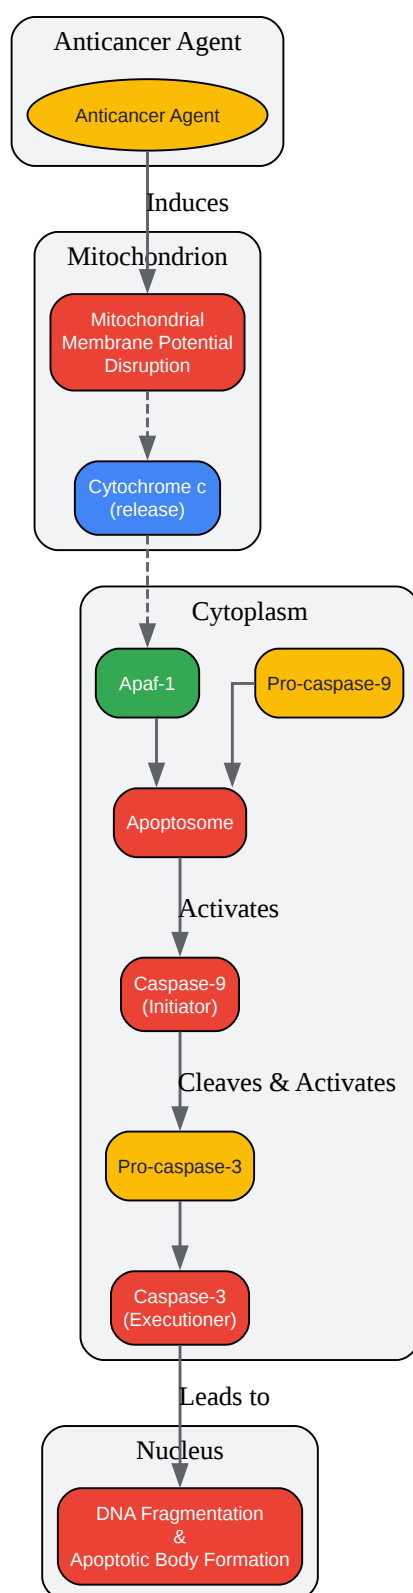 Anticancer Agent
Anticancer Agent
Induces
Mitochondrion
Mitochondrial
Membrane Potential
Disruption
Cytochrome c
(release)
Cytoplasm
Apaf-1
Pro-caspase-9
Apoptosome
Activates
Caspase-9
(Initiator)
Cleaves & Activates
Pro-caspase-3
Caspase-3
(Executioner)
Leads to
Nucleus
DNA Fragmentation
&
Apoptotic Body Formation